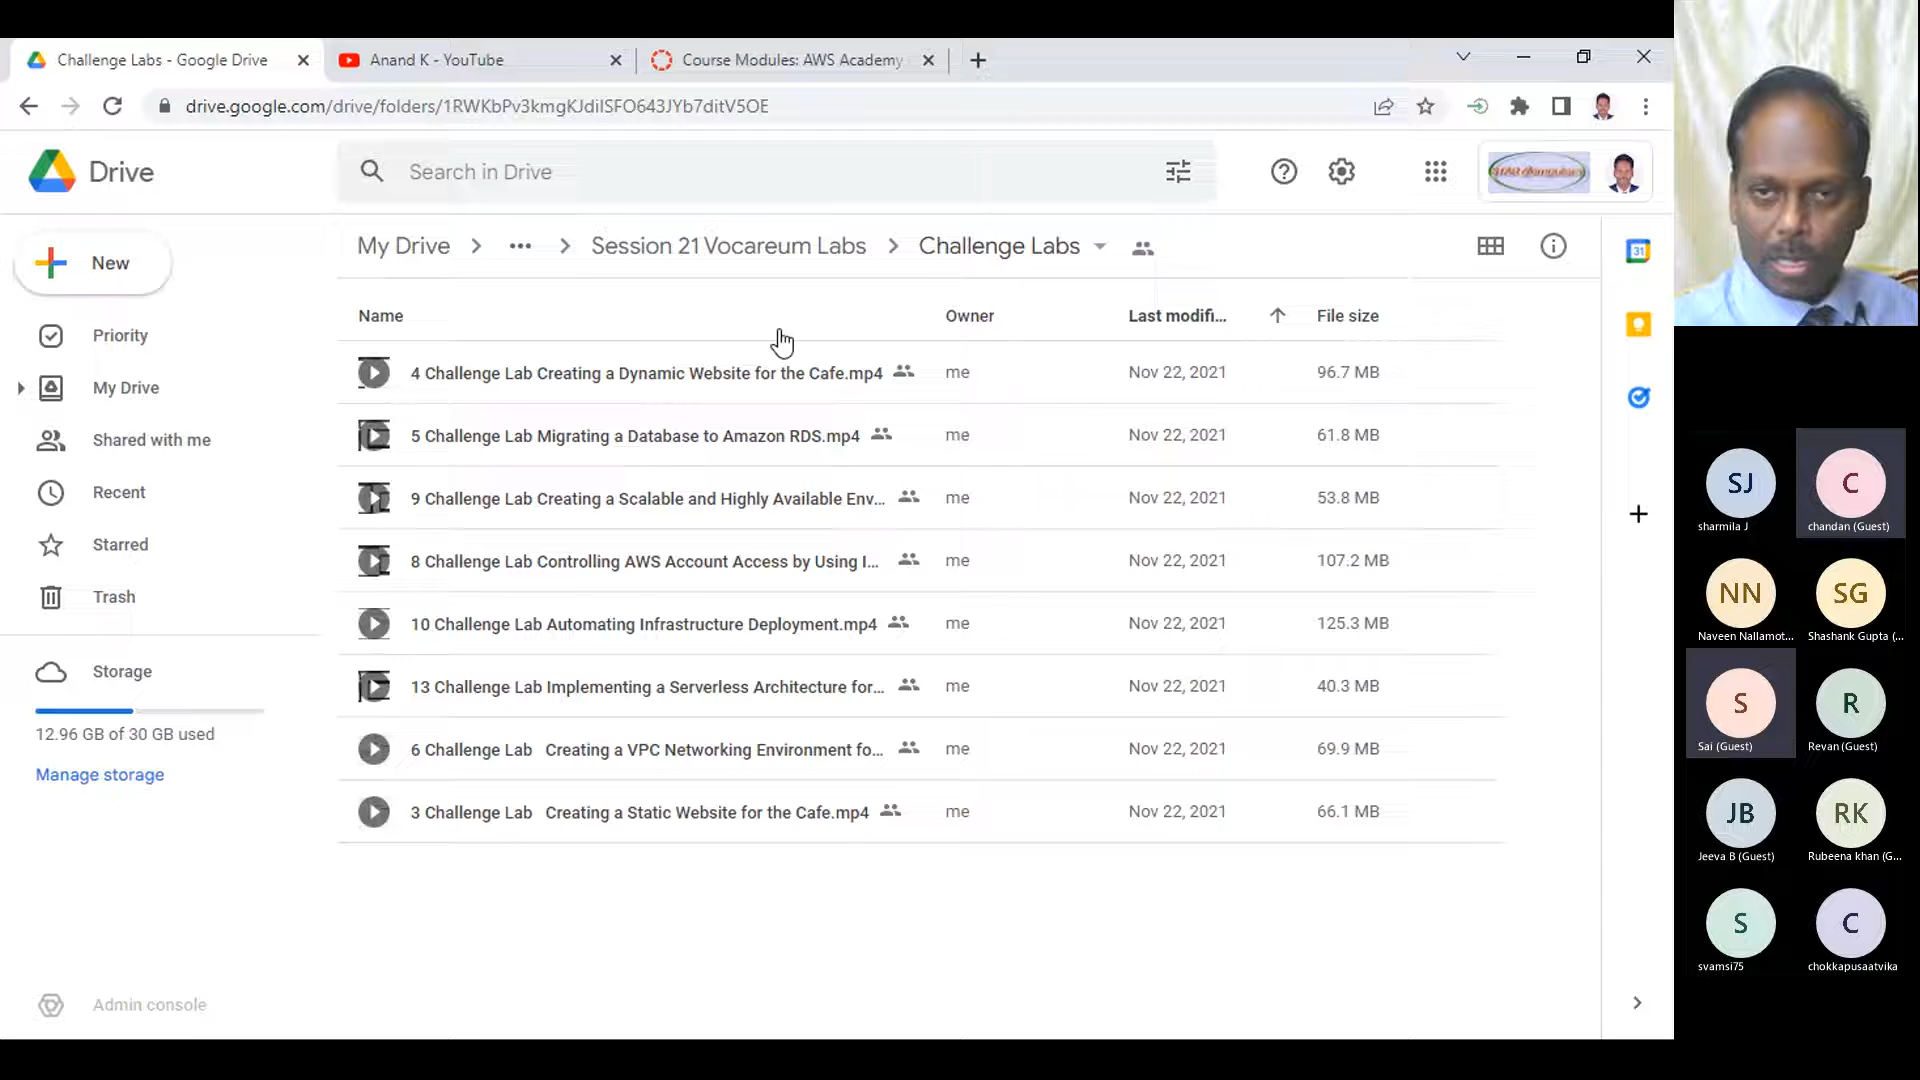 Challenge Labs - Google Drive
Anand K - YouTube
Course Modules: AWS Academy
drive.google.com/drive/folders/1RWKbPv3kmgKJdilSFO643JYb7ditV5OE
Drive
Search in Drive
New
My Drive > ••• > Session 21 Vocareum Labs > Challenge Labs
31
Name Owner Last modifi... File size
4 Challenge Lab Creating a Dynamic Website for the Cafe.mp4 me Nov 22, 2021 96.7 MB
5 Challenge Lab Migrating a Database to Amazon RDS.mp4 me Nov 22, 2021 61.8 MB
9 Challenge Lab Creating a Scalable and Highly Available Env... me Nov 22, 2021 53.8 MB
8 Challenge Lab Controlling AWS Account Access by Using I... me Nov 22, 2021 107.2 MB
10 Challenge Lab Automating Infrastructure Deployment.mp4 me Nov 22, 2021 125.3 MB
13 Challenge Lab Implementing a Serverless Architecture for... me Nov 22, 2021 40.3 MB
6 Challenge Lab Creating a VPC Networking Environment fo... me Nov 22, 2021 69.9 MB
3 Challenge Lab Creating a Static Website for the Cafe.mp4 me Nov 22, 2021 66.1 MB
Priority
My Drive
Shared with me
Recent
Starred
Trash
Storage
12.96 GB of 30 GB used
Manage storage
Admin console
SJ
sharmila J
C
chandan (Guest)
NN
Naveen Nallamot...
SG
Shashank Gupta (...
S
Sai (Guest)
R
Revan (Guest)
JB
Jeeva B (Guest)
RK
Rubeena khan (G...
S
svamsi75
C
chokkapusaatvika